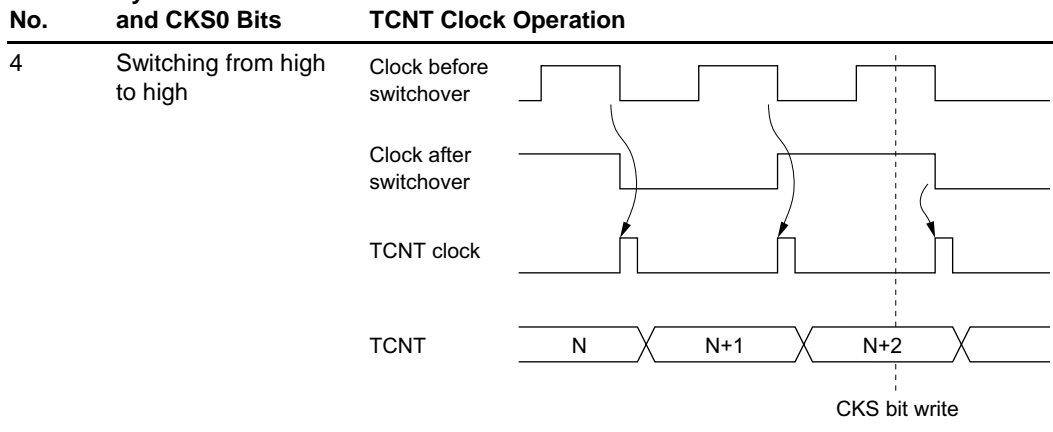 No. and CKS0 Bits TCNT Clock Operation
4 Switching from high Clock before
to high switchover
Clock after
switchover
TCNT clock
TCNT N N+1 N+2
CKS bit write